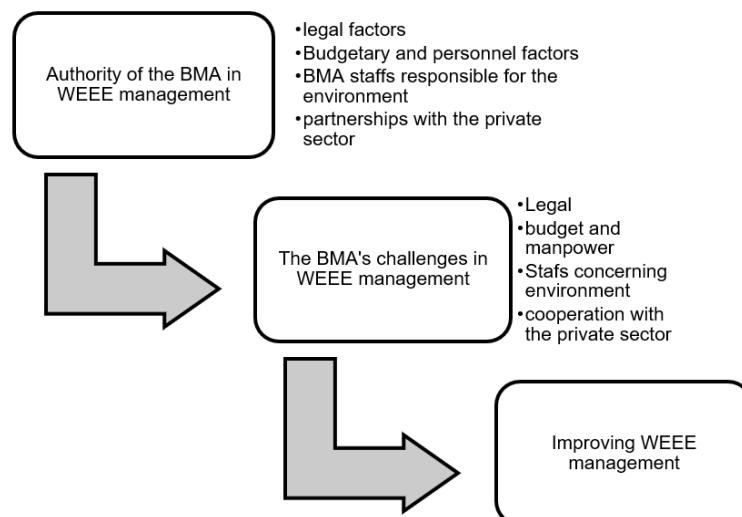 Authority of the BMA in
WEEE management
•legal factors
•Budgetary and personnel factors
•BMA staffs responsible for the
environment
•partnerships with the private
sector
The BMA's challenges in
WEEE management
•Legal
•budget and
manpower
•Stafs concerning
environment
•cooperation with
the private sector
Improving WEEE
management